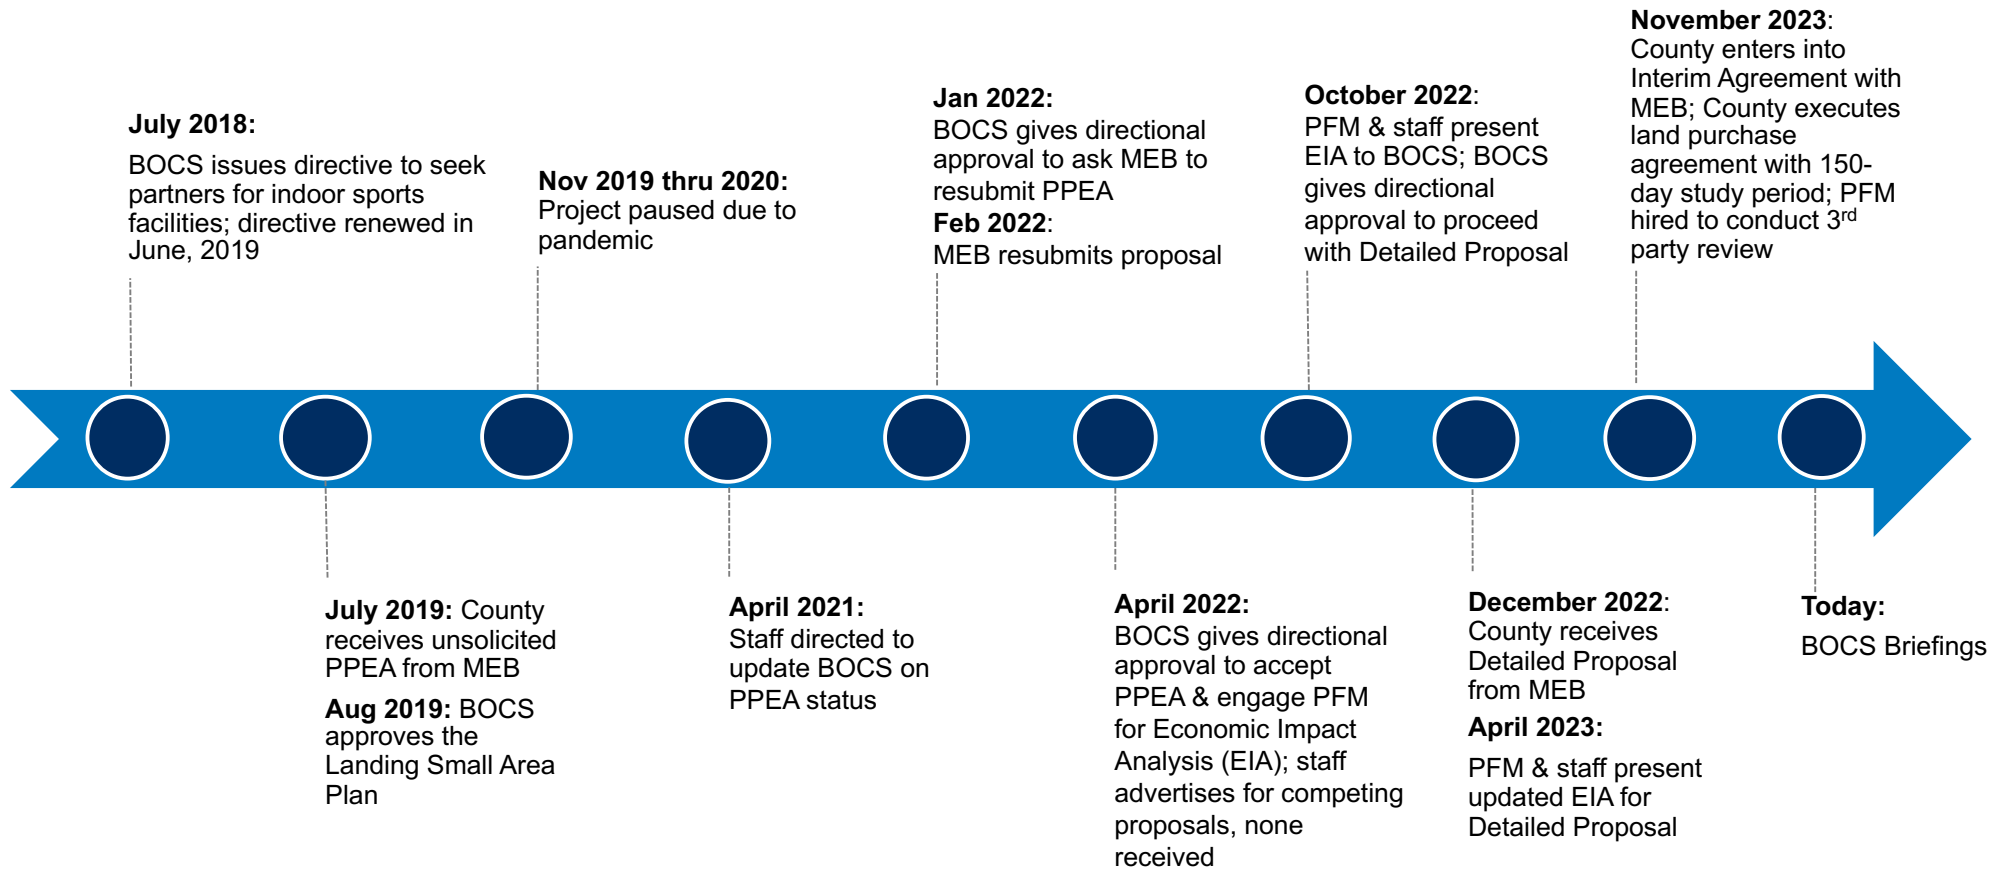 July 2018:
BOCS issues directive to seek
partners for indoor sports
facilities; directive renewed in
June, 2019
July 2019: County
receives unsolicited
PPEA from MEB
Aug 2019: BOCS
approves the
Landing Small Area
Plan
Nov 2019 thru 2020:
Project paused due to
pandemic
April 2021:
Staff directed to
update BOCS on
PPEA status
Jan 2022:
BOCS gives directional
approval to ask MEB to
resubmit PPEA
Feb 2022:
MEB resubmits proposal
April 2022:
BOCS gives directional
approval to accept
PPEA & engage PFM
for Economic Impact
Analysis (EIA); staff
advertises for competing
proposals, none
received
October 2022:
PFM & staff present
EIA to BOCS; BOCS
gives directional
approval to proceed
with Detailed Proposal
December 2022:
County receives
Detailed Proposal
from MEB
April 2023:
PFM & staff present
updated EIA for
Detailed Proposal
November 2023:
County enters into
Interim Agreement with
MEB; County executes
land purchase
agreement with 150-
day study period; PFM
hired to conduct 3rd
party review
Today:
BOCS Briefings